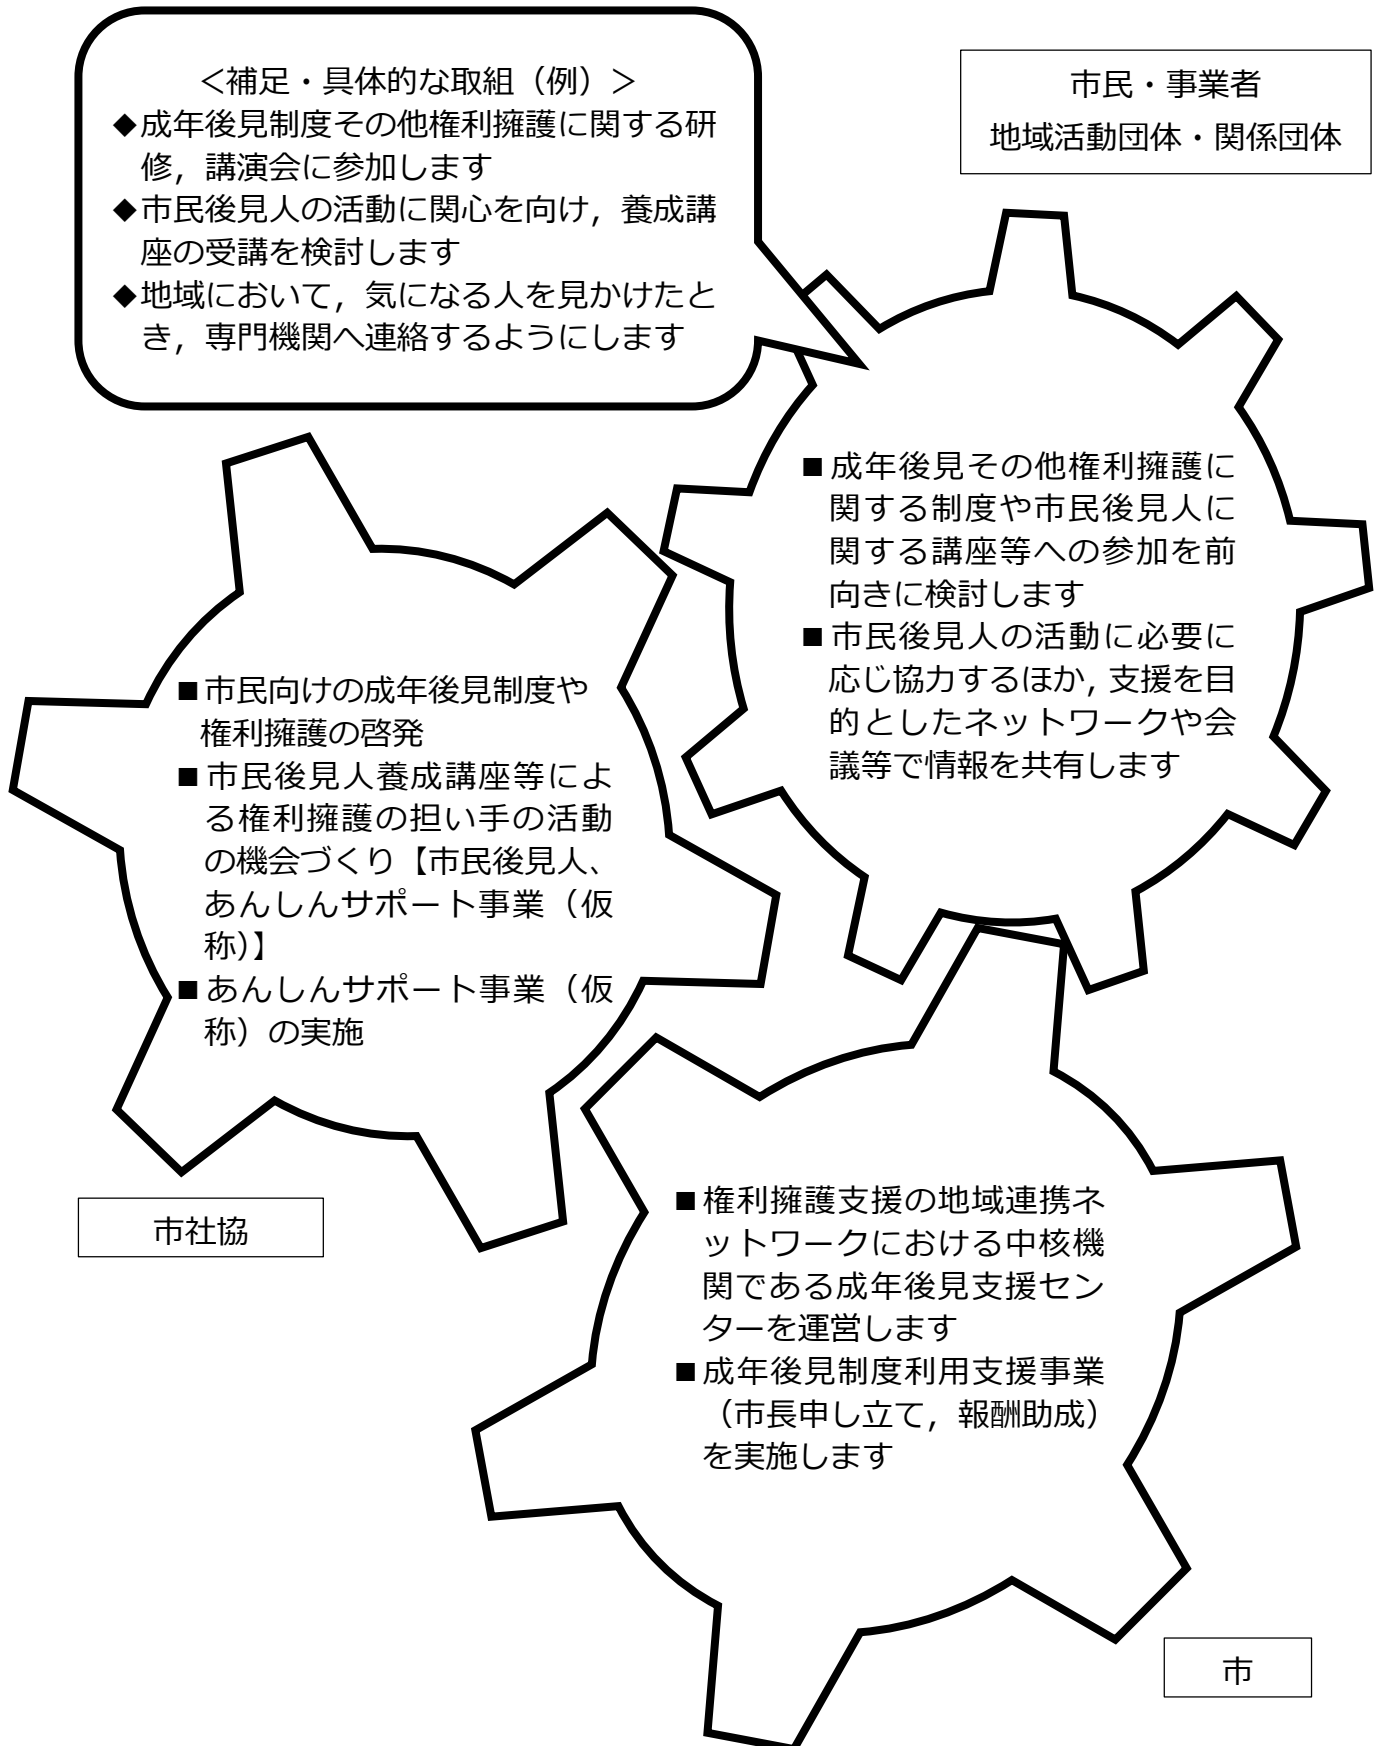 ＜補足・具体的な取組（例）＞
◆成年後見制度その他権利擁護に関する研
修，講演会に参加します
◆市民後見人の活動に関心を向け，養成講
座の受講を検討します
◆地域において，気になる人を見かけたと
き，専門機関へ連絡するようにします
市民・事業者
地域活動団体・関係団体
■成年後見その他権利擁護に
関する制度や市民後見人に
関する講座等への参加を前
向きに検討します
■市民後見人の活動に必要に
応じ協力するほか，支援を目
的としたネットワークや会
議等で情報を共有します
■市民向けの成年後見制度や
権利擁護の啓発
■市民後見人養成講座等によ
る権利擁護の担い手の活動
の機会づくり【市民後見人、
あんしんサポート事業（仮
称）】
■あんしんサポート事業（仮
称）の実施
市社協
■権利擁護支援の地域連携ネ
ットワークにおける中核機
関である成年後見支援セン
ターを運営します
■成年後見制度利用支援事業
（市長申し立て，報酬助成）
を実施します
市